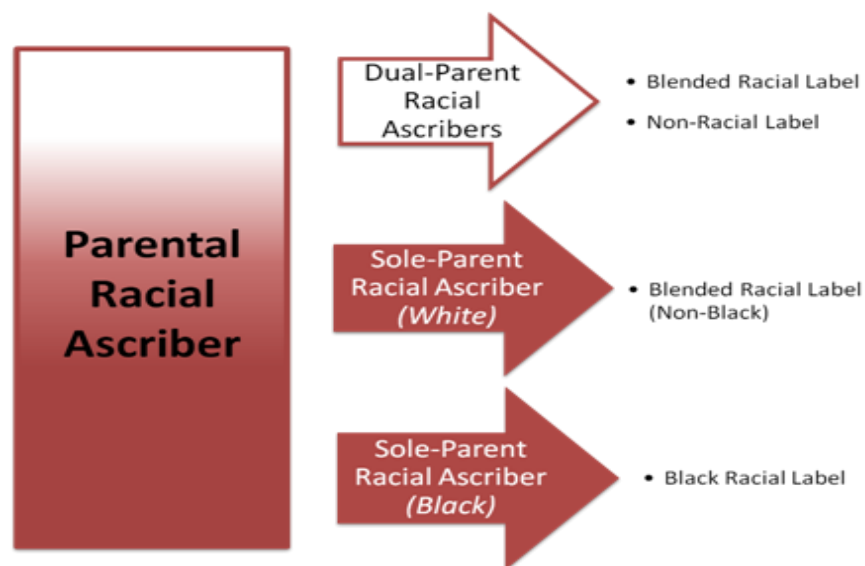 Parental
Racial
Ascriber
Dual-Parent
Racial
Ascribers
• Blended Racial Label
• Non-Racial Label
Sole-Parent
Racial Ascriber
(White)
• Blended Racial Label
(Non-Black)
Sole-Parent
Racial Ascriber
(Black)
• Black Racial Label